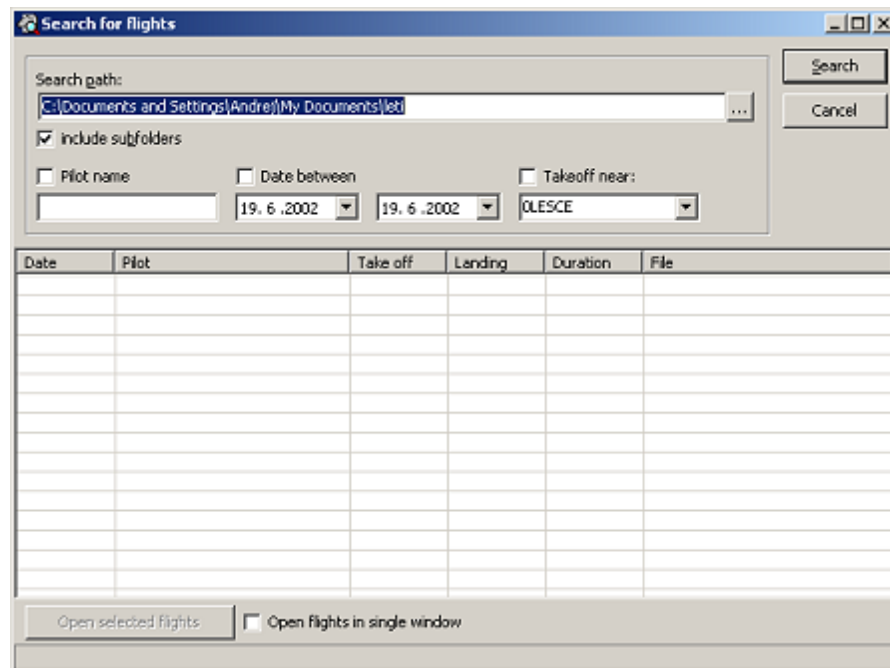 Search for flights
Search path:
Search
C:\Documents and Settings\Andrej\My Documents\leti
...
Cancel
include subfolders
Pilot name Date between Takeoff near:
19. 6 .2002 19. 6 .2002 0LESCE
Date Pilot Take off Landing Duration File
Open selected flights Open flights in single window